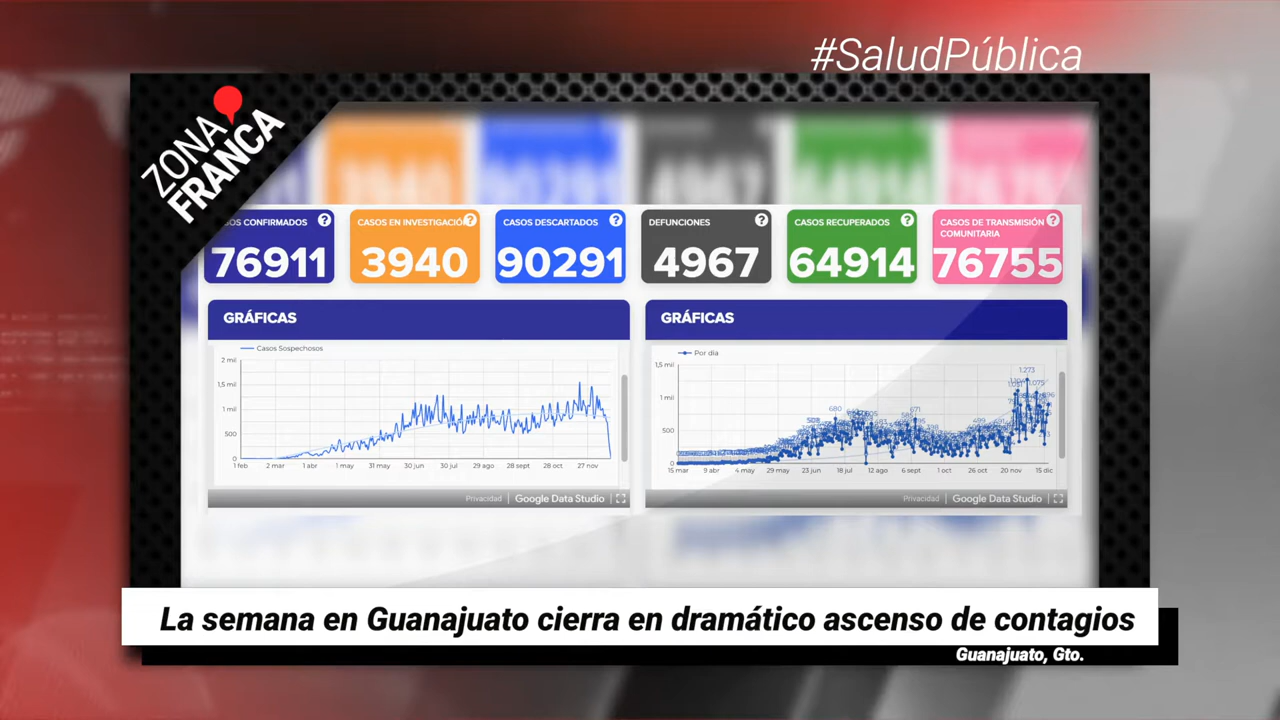 #SaludPública
ZONA
FRANCA
CONFIRMADOS
76911
CASOS EN INVESTIGACIÓN
3940
CASOS DESCARTADOS
90291
DEFUNCIONES
4967
CASOS RECUPERADOS
64914
CASOS DE TRANSMISIÓN
COMUNITARIA
76755
GRÁFICAS
Casos Sospechosos
2 mil
1,5 mil
1 mil
500
0
1 feb 2 mar 1 abr 1 may 31 may 30 jun 30 jul 29 ago 28 sept 28 oct 27 nov
Privacidad | Google Data Studio
GRÁFICAS
Por día
1,5 mil
1 mil
500
0
680
671
499
1.273
15 mar 9 abr 4 may 29 may 23 jun 18 jul 12 ago 6 sept 1 oct 26 oct 20 nov 15 dic
Privacidad | Google Data Studio
La semana en Guanajuato cierra en dramático ascenso de contagios
Guanajuato, Gto.